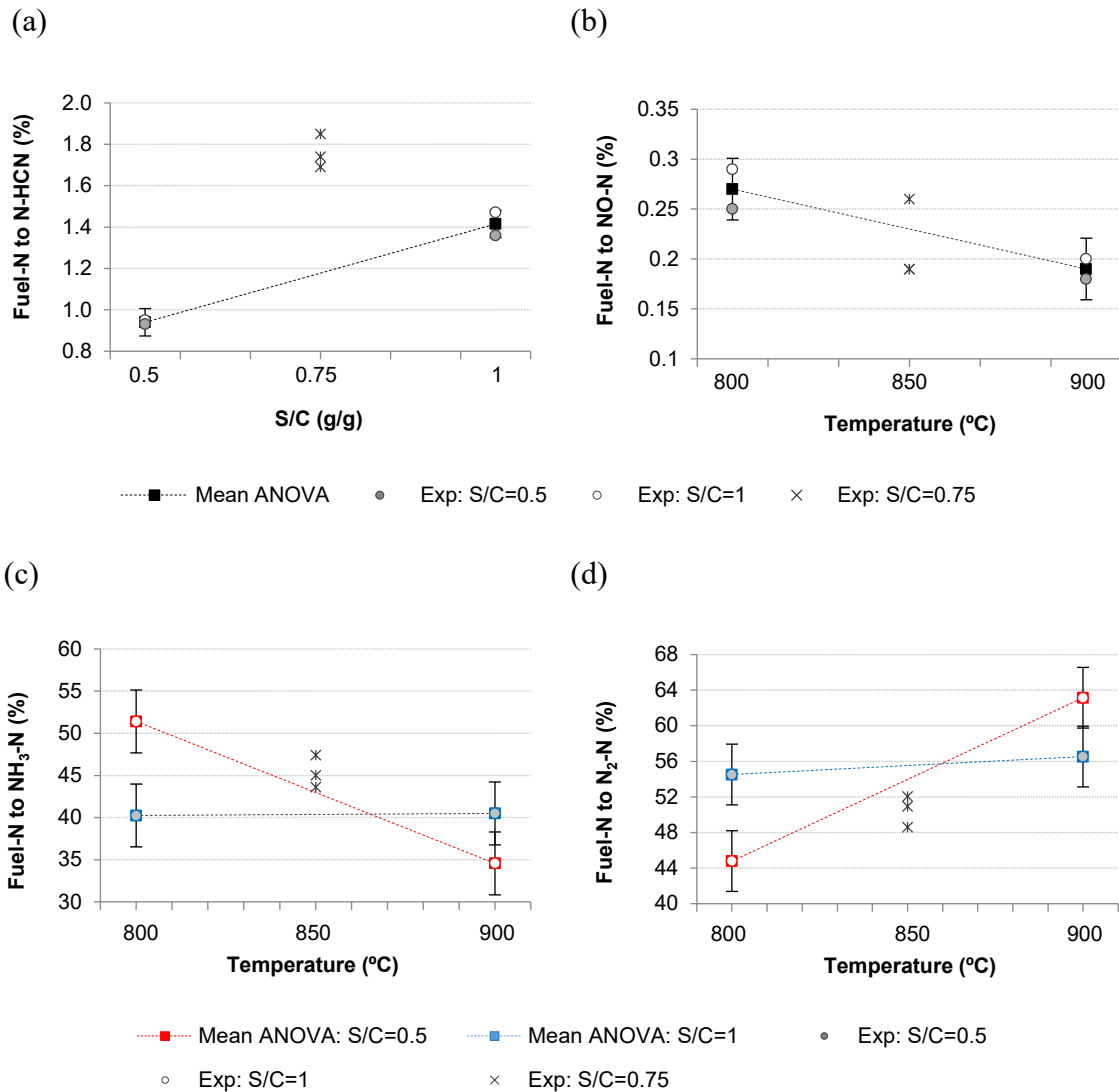 (a)
(b)
Fuel-N to N-HCN (%)
2.0
1.8
1.6
1.4
1.2
1.0
0.8
0.5
0.75
1
S/C (g/g)
Fuel-N to NO-N (%)
0.35
0.3
0.25
0.2
0.15
0.1
800
850
900
Temperature (ºC)
Mean ANOVA
Exp: S/C=0.5
Exp: S/C=1
Exp: S/C=0.75
(c)
(d)
Fuel-N to NH₃-N (%)
60
55
50
45
40
35
30
800
850
900
Temperature (ºC)
Fuel-N to N₂-N (%)
68
64
60
56
52
48
44
40
800
850
900
Temperature (ºC)
Mean ANOVA: S/C=0.5
Mean ANOVA: S/C=1
Exp: S/C=0.5
Exp: S/C=1
Exp: S/C=0.75